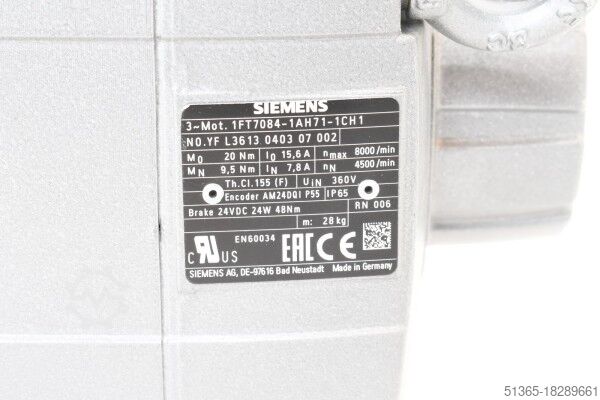 SIEMENS
3~Mot. 1FT7084-1AH71-1CH1
NO.YF L3613 0403 07 002
M0 20 Nm I0 15,6 A nmax 8000/min
MN 9,5 Nm IN 7,8 A nN 4500/min
Th.Cl.155 (F) UIN 360V
Encoder AM24DQI P55 IP65
Brake 24VDC 24W 48Nm RN 006
m: 28 kg
EN60034
C RU US EAC CE
SIEMENS AG, DE-97616 Bad Neustadt Made in Germany
51365-18289661